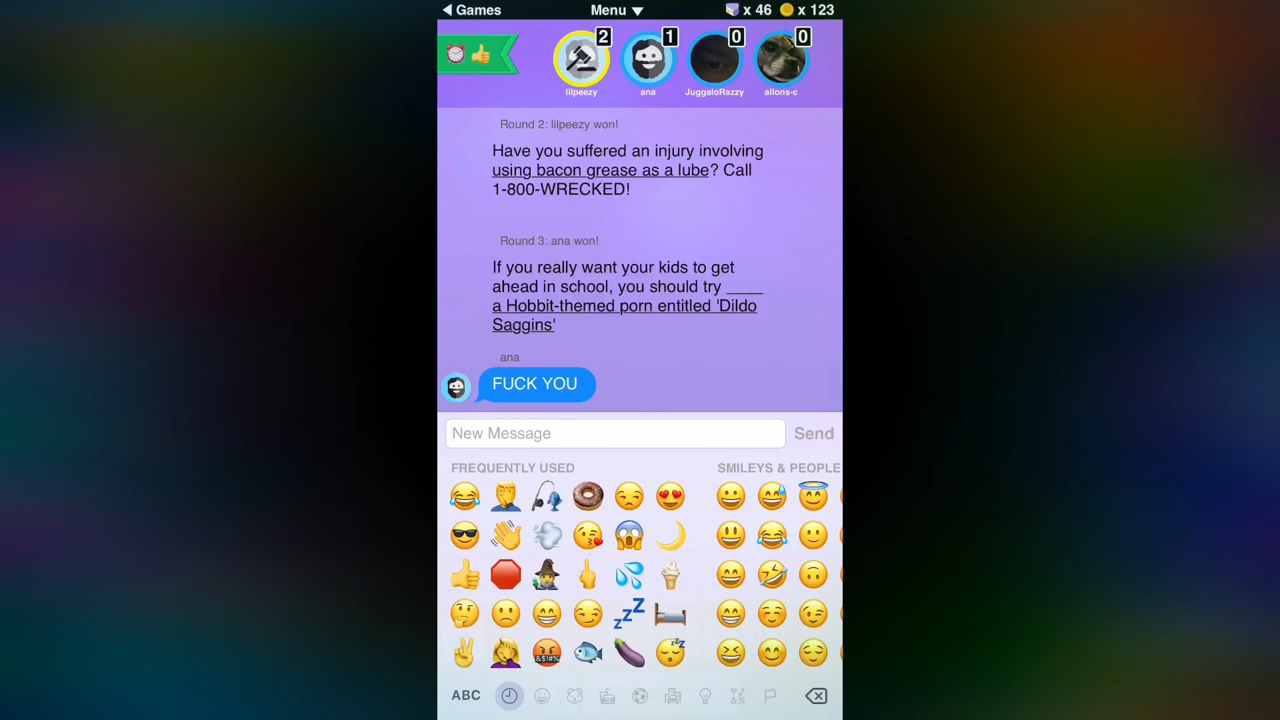 Games
Menu
x 46
x 123
2
1
0
0
lilpeezy
ana
JuggaloRazzy
allons-c
Round 2: lilpeezy won!
Have you suffered an injury involving
using bacon grease as a lube? Call
1-800-WRECKED!
Round 3: ana won!
If you really want your kids to get
ahead in school, you should try ____
a Hobbit-themed porn entitled 'Dildo
Saggins'
ana
FUCK YOU
New Message
Send
FREQUENTLY USED
SMILEYS & PEOPLE
ABC